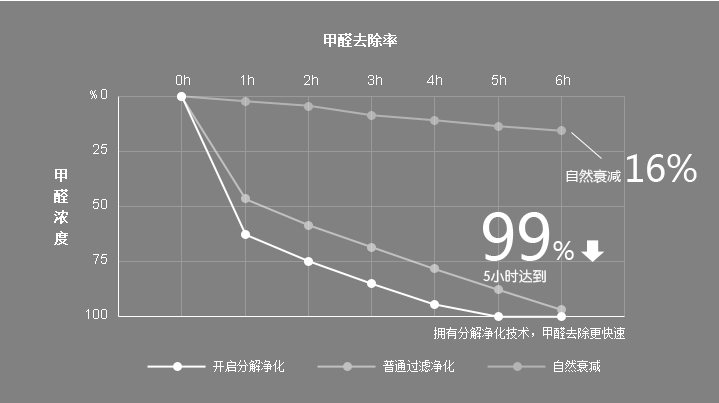 甲醛去除率
0h 1h 2h 3h 4h 5h 6h
% 0
25
50
75
100
甲醛浓度
自然衰减 16%
99%
5小时达到
拥有分解净化技术，甲醛去除更快速
开启分解净化 普通过滤净化 自然衰减